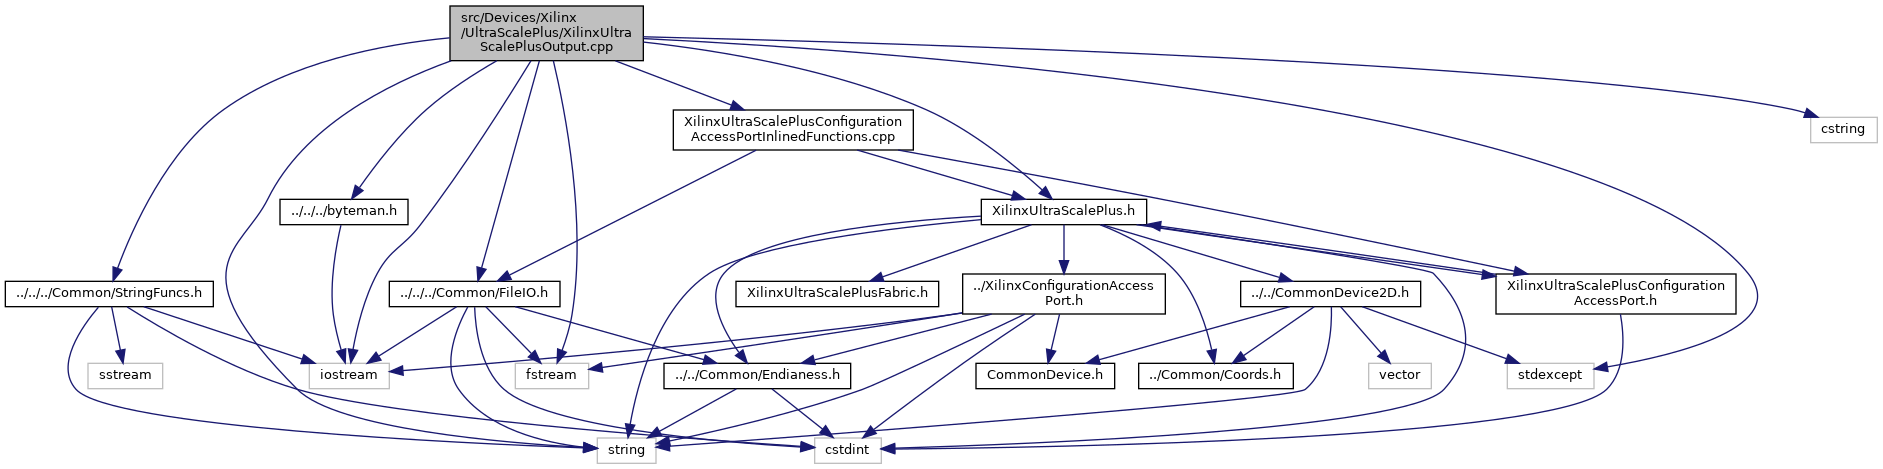 src/Devices/Xilinx
/UltraScalePlus/XilinxUltra
ScalePlusOutput.cpp
XilinxUltraScalePlusConfiguration
AccessPortInlinedFunctions.cpp
cstring
../../../byteman.h
XilinxUltraScalePlus.h
../../../Common/StringFuncs.h
../../../Common/FileIO.h
XilinxUltraScalePlusFabric.h
../XilinxConfigurationAccess
Port.h
../../CommonDevice2D.h
XilinxUltraScalePlusConfiguration
AccessPort.h
sstream
iostream
fstream
../../Common/Endianess.h
CommonDevice.h
../Common/Coords.h
vector
stdexcept
string
cstdint